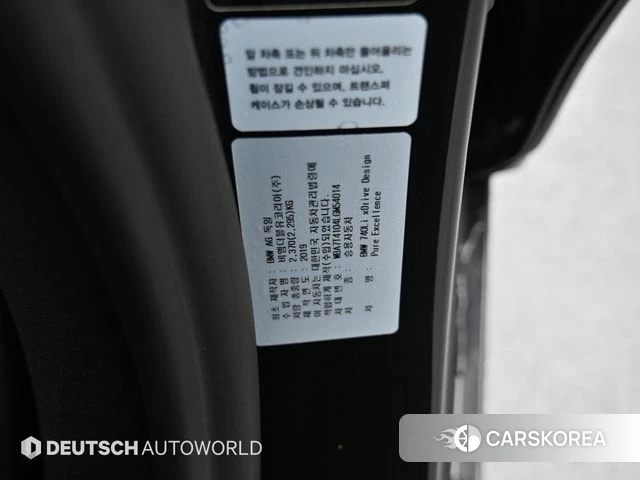 앞 차축 또는 뒤 차축만 들어올리는
방법으로 견인하지 마십시오.
휠이 잠길 수 있으며, 트랜스퍼
케이스가 손상될 수 있습니다.
최초 제작자 : BMW AG 독일
수 입 자 명 : 비엠더블유코리아(주)
차량 총중량 : 2,370(2,295)KG
제 작 연 도 : 2019
이 자동차는 대한민국 자동차관리법령에
적합하게 제작(수입)되었습니다.
차 대 번 호 : WBA7T4104LGM54014
차 종 : 승용자동차
차 명 : BMW 740Li xDrive Design
Pure Excellence
DEUTSCH AUTOWORLD
CARSKOREA